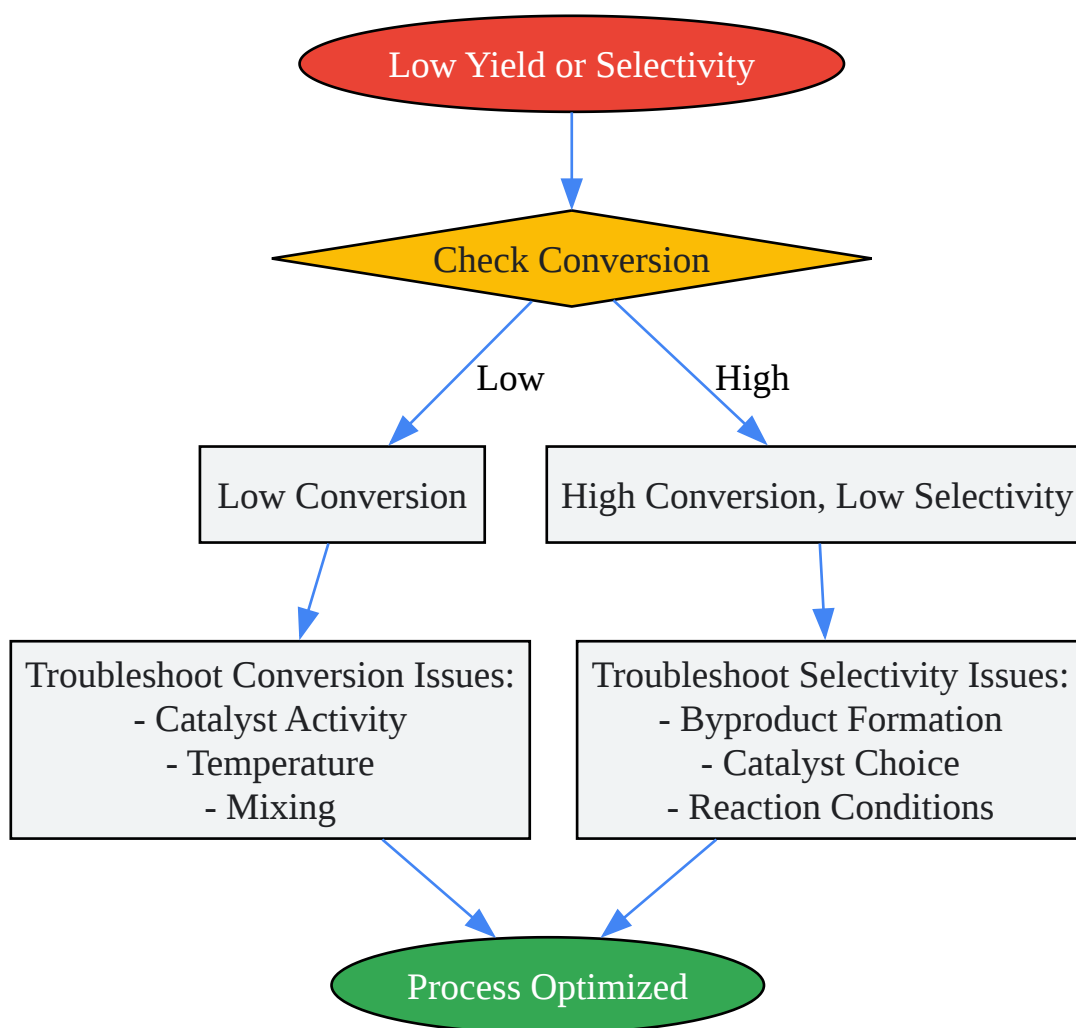 Low Yield or Selectivity
Check Conversion
Low
High
Low Conversion
High Conversion, Low Selectivity
Troubleshoot Conversion Issues:
- Catalyst Activity
- Temperature
- Mixing
Troubleshoot Selectivity Issues:
- Byproduct Formation
- Catalyst Choice
- Reaction Conditions
Process Optimized